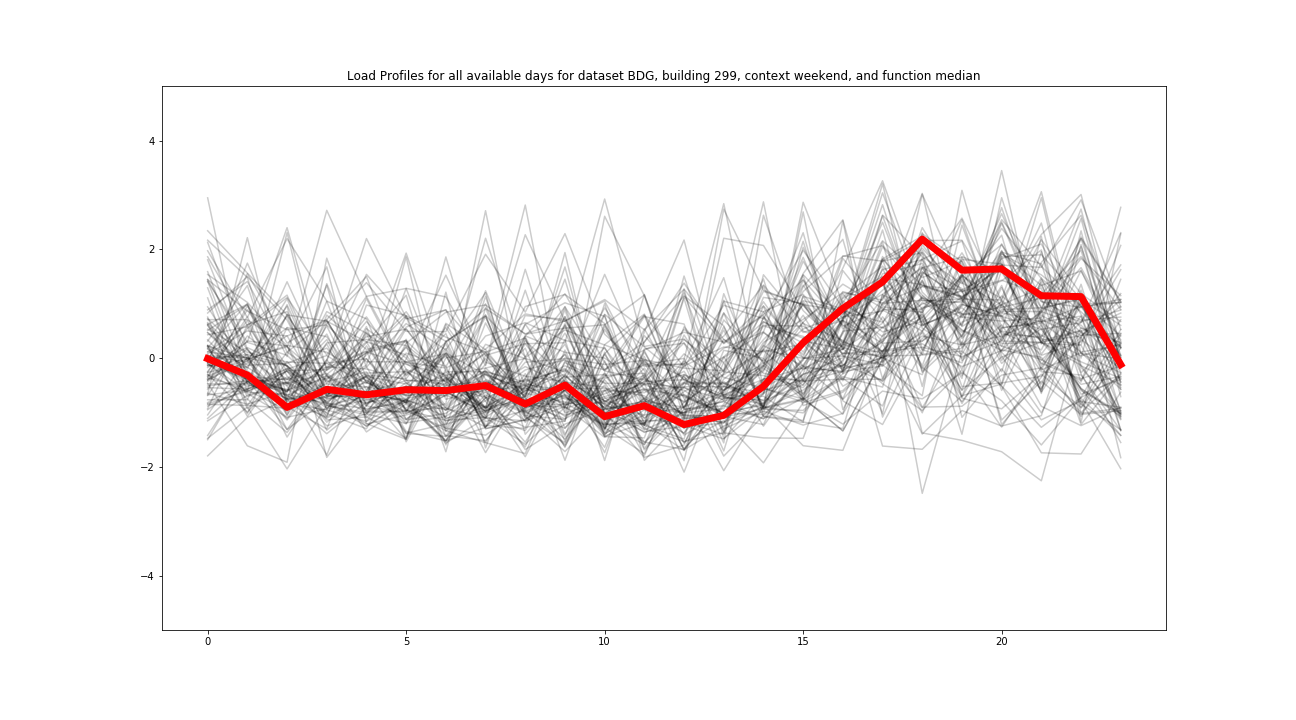 Load Profiles for all available days for dataset BDG, building 299, context weekend, and function median
4
2
0
−2
−4
0 5 10 15 20